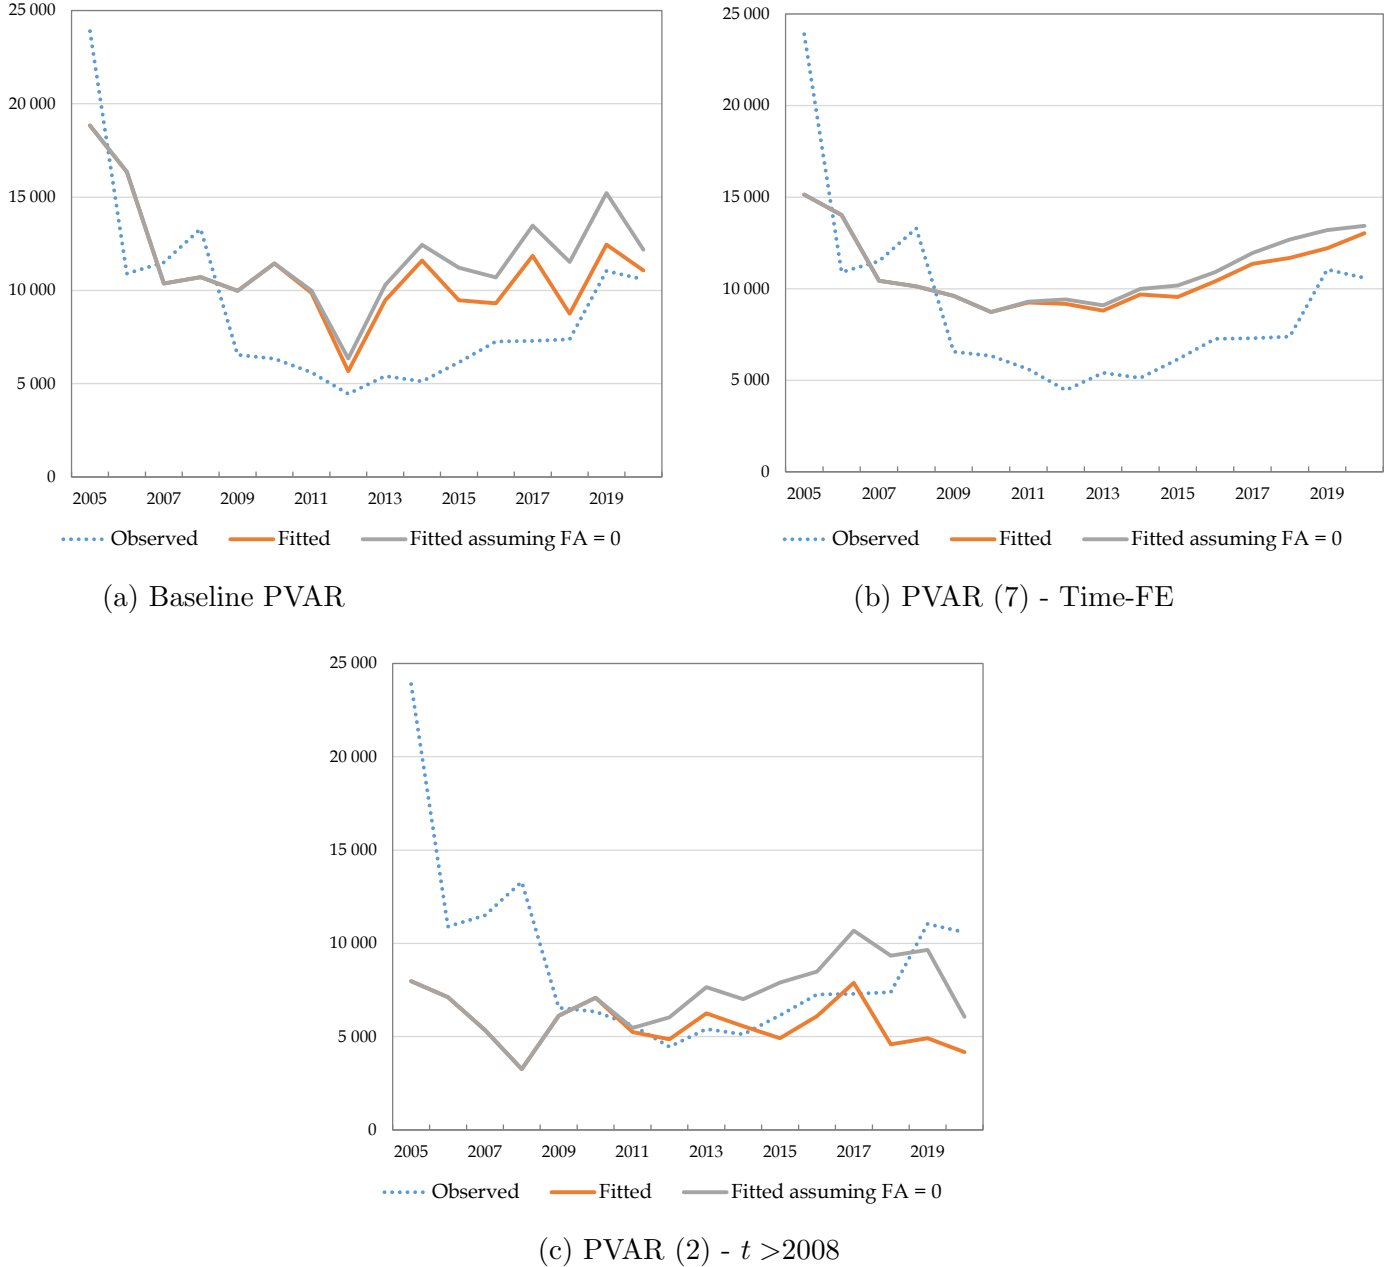 25 000
20 000
15 000
10 000
5 000
0
2005 2007 2009 2011 2013 2015 2017 2019
Observed Fitted Fitted assuming FA = 0
(a) Baseline PVAR
25 000
20 000
15 000
10 000
5 000
0
2005 2007 2009 2011 2013 2015 2017 2019
Observed Fitted Fitted assuming FA = 0
(b) PVAR (7) - Time-FE
25 000
20 000
15 000
10 000
5 000
0
2005 2007 2009 2011 2013 2015 2017 2019
Observed Fitted Fitted assuming FA = 0
(c) PVAR (2) - t >2008